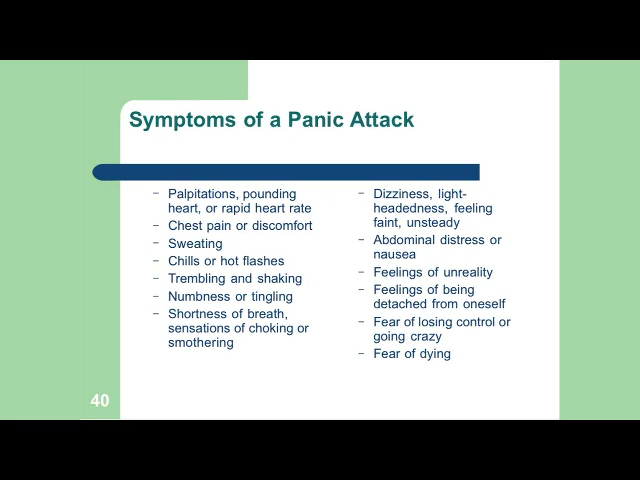 Symptoms of a Panic Attack
– Palpitations, pounding
heart, or rapid heart rate
– Chest pain or discomfort
– Sweating
– Chills or hot flashes
– Trembling and shaking
– Numbness or tingling
– Shortness of breath,
sensations of choking or
smothering
– Dizziness, light-
headedness, feeling
faint, unsteady
– Abdominal distress or
nausea
– Feelings of unreality
– Feelings of being
detached from oneself
– Fear of losing control or
going crazy
– Fear of dying
40